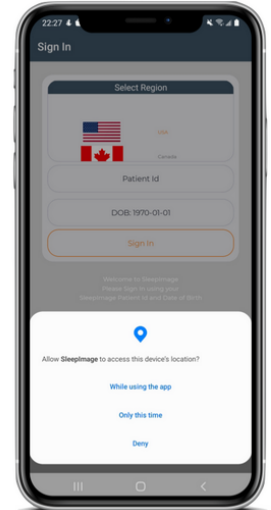 22:27
Sign In
Select Region
USA
Canada
Patient Id
DOB: 1970-01-01
Sign In
Welcome to SleepImage
Please Sign In using your
SleepImage Patient Id and Date of Birth
Allow SleepImage to access this device's location?
While using the app
Only this time
Deny